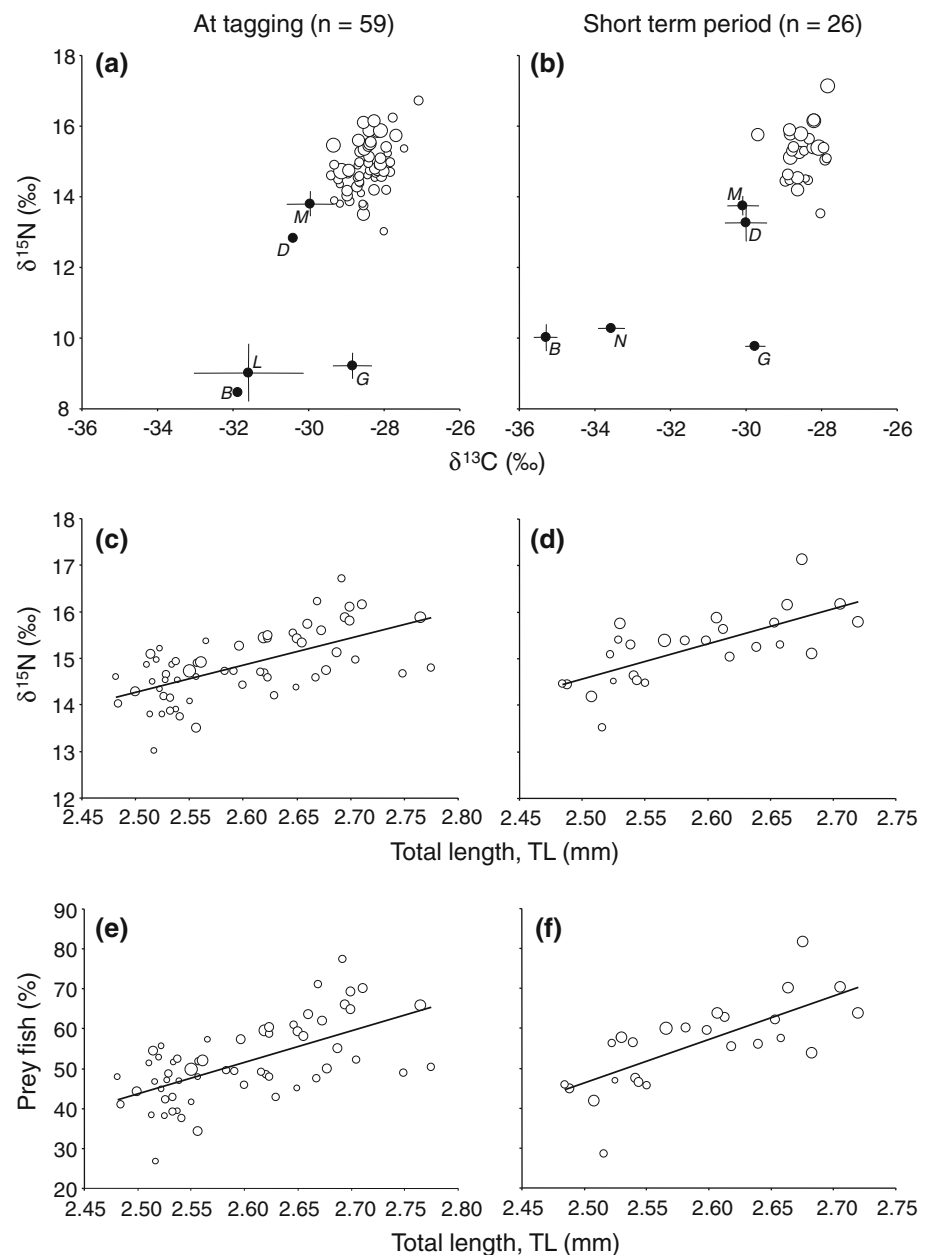 At tagging (n = 59)
Short term period (n = 26)
(a)
(b)
18
16
14
12
10
8
δ15N (‰)
M
D
L
B
G
M
D
B
N
G
-36 -34 -32 -30 -28 -26
-36 -34 -32 -30 -28 -26
δ13C (‰)
(c)
(d)
18
17
16
15
14
13
12
δ15N (‰)
2.45 2.50 2.55 2.60 2.65 2.70 2.75 2.80
2.45 2.50 2.55 2.60 2.65 2.70 2.75
Total length, TL (mm)
(e)
(f)
90
80
70
60
50
40
30
20
Prey fish (%)
2.45 2.50 2.55 2.60 2.65 2.70 2.75 2.80
2.45 2.50 2.55 2.60 2.65 2.70 2.75
Total length, TL (mm)